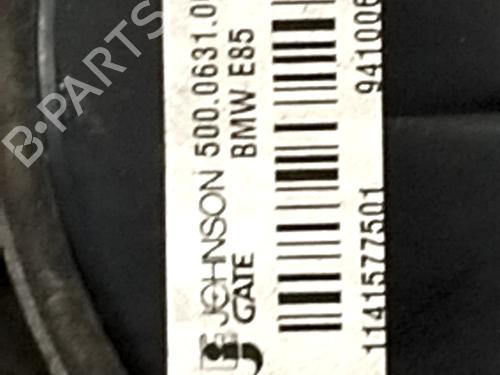 JOHNSON 500.0631.0
GATE BMW E85
1141577501 941006
B-PARTS